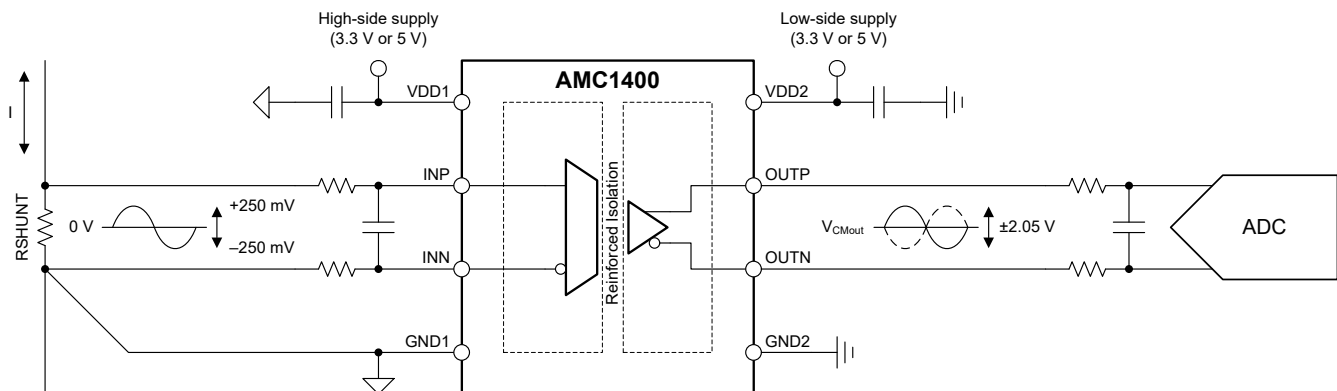 High-side supply
(3.3 V or 5 V)
Low-side supply
(3.3 V or 5 V)
AMC1400
VDD1
VDD2
I
Reinforced Isolation
INP
OUTP
RSHUNT
0 V
+250 mV
–250 mV
VCMout
±2.05 V
ADC
INN
OUTN
GND1
GND2